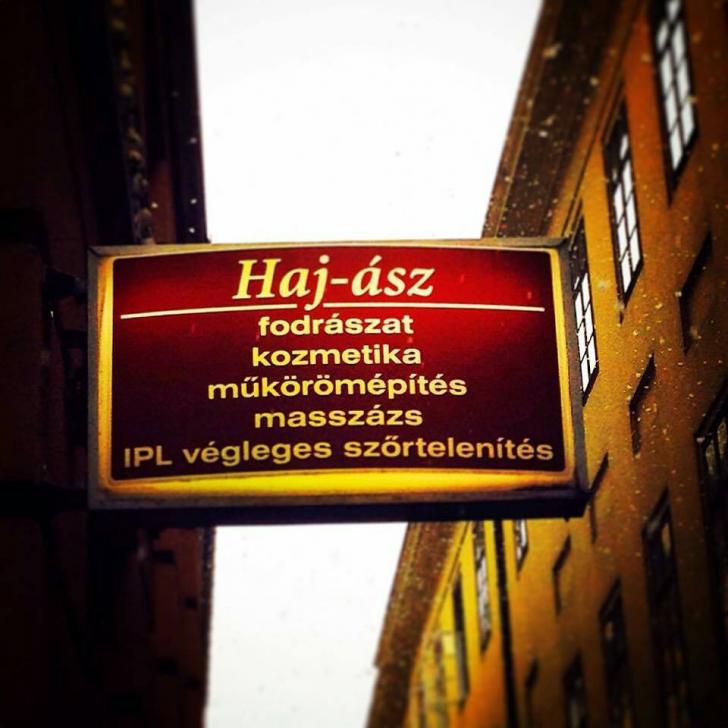 Haj-ász
fodrászat
kozmetika
műkörömépítés
masszázs
IPL végleges szőrtelenítés